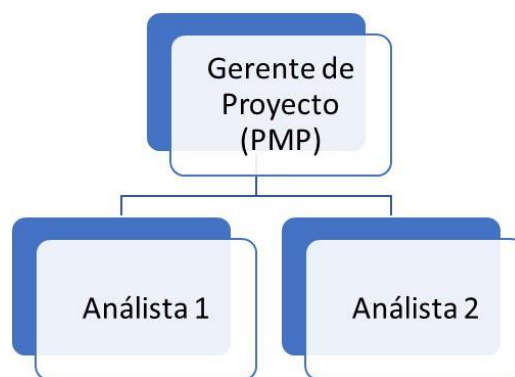 Gerente de
Proyecto
(PMP)
Análista 1
Análista 2